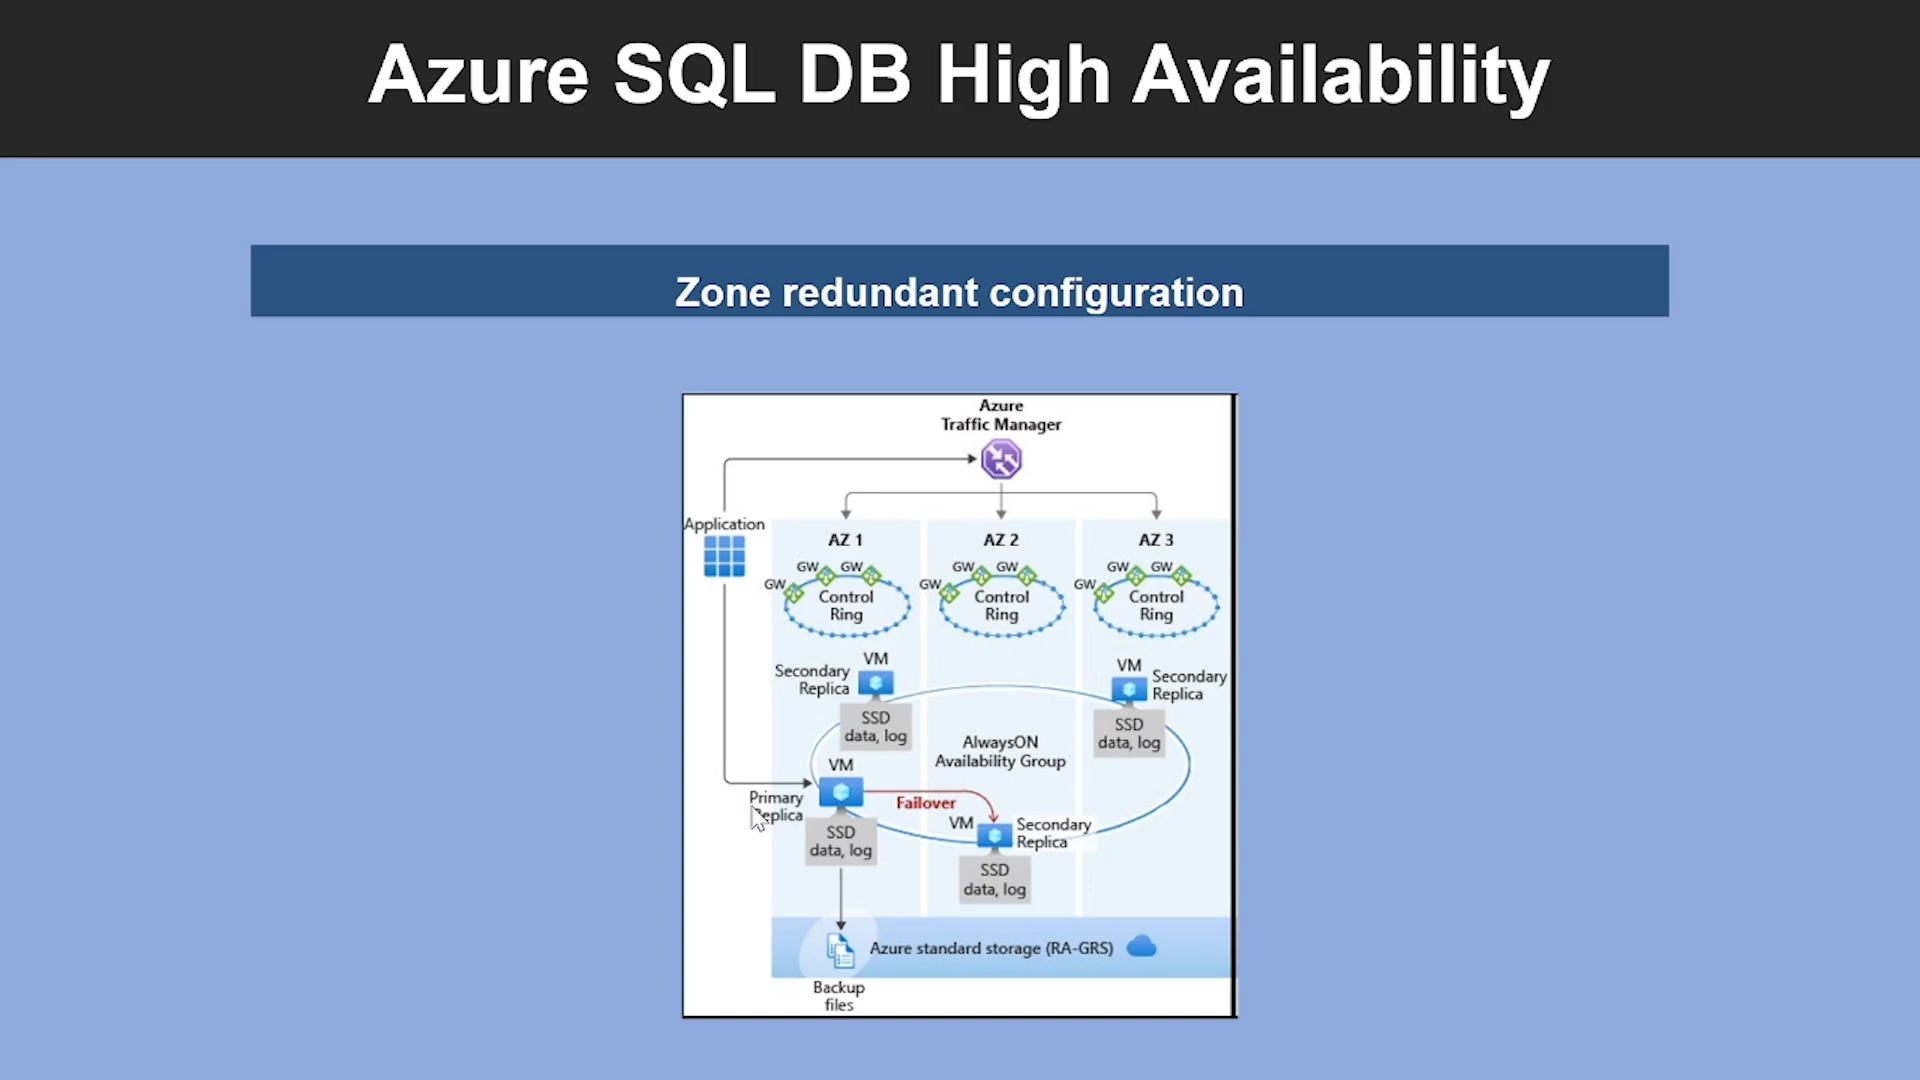 Azure SQL DB High Availability
Zone redundant configuration
Azure
Traffic Manager
Application
AZ 1
AZ 2
AZ 3
GW GW GW
GW GW GW
GW GW GW
Control
Ring
Control
Ring
Control
Ring
VM
Secondary
Replica
SSD
data, log
VM
Secondary
Replica
SSD
data, log
AlwaysON
Availability Group
VM
Primary
Replica
SSD
data, log
Failover
VM
Secondary
Replica
SSD
data, log
Azure standard storage (RA-GRS)
Backup
files